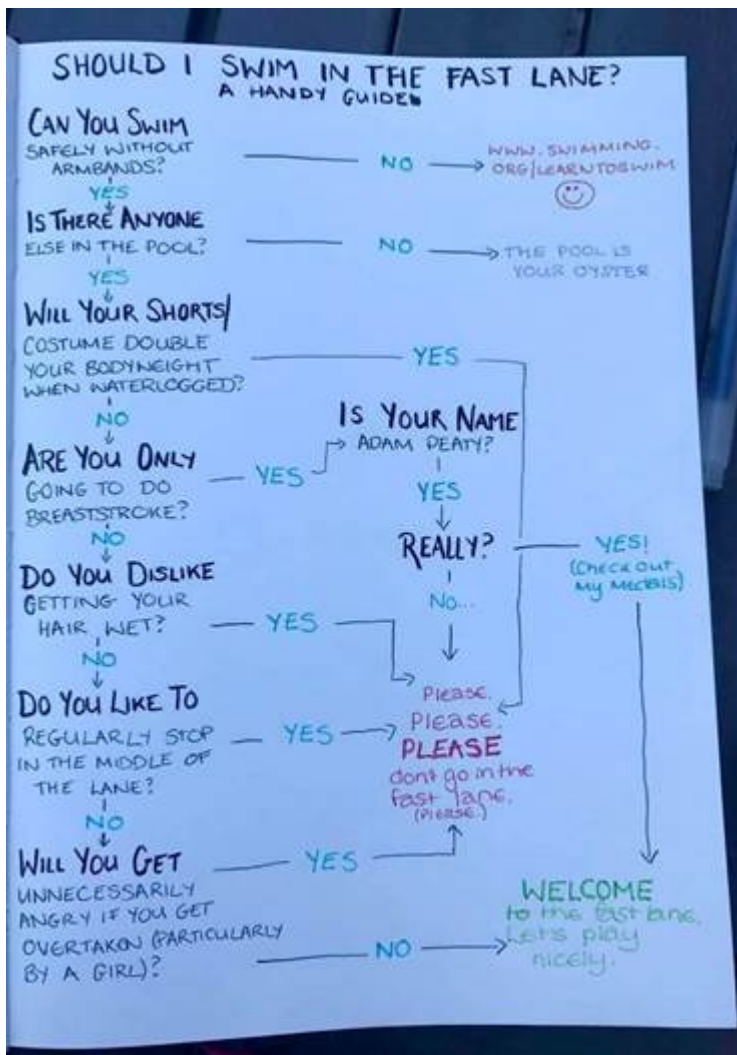 SHOULD I SWIM IN THE FAST LANE?
A HANDY GUIDE
CAN YOU SWIM
SAFELY WITHOUT
ARMBANDS?
NO
WWW.SWIMMING.
ORG/LEARNTOSWIM
YES
IS THERE ANYONE
ELSE IN THE POOL?
NO
THE POOL IS
YOUR OYSTER
YES
WILL YOUR SHORTS/
COSTUME DOUBLE
YOUR BODYWEIGHT
WHEN WATERLOGGED?
YES
NO
ARE YOU ONLY
GOING TO DO
BREASTSTROKE?
YES
IS YOUR NAME
ADAM PEATY?
YES
REALLY?
YES!
(Check out
My Medals)
No...
NO
DO YOU DISLIKE
GETTING YOUR
HAIR WET?
YES
NO
DO YOU LIKE TO
REGULARLY STOP
IN THE MIDDLE OF
THE LANE?
YES
Please.
Please.
PLEASE
dont go in the
fast lane.
(PLEASE.)
NO
WILL YOU GET
UNNECESSARILY
ANGRY IF YOU GET
OVERTAKEN (PARTICULARLY
BY A GIRL)?
YES
NO
WELCOME
to the fast lane.
Let's play
nicely.